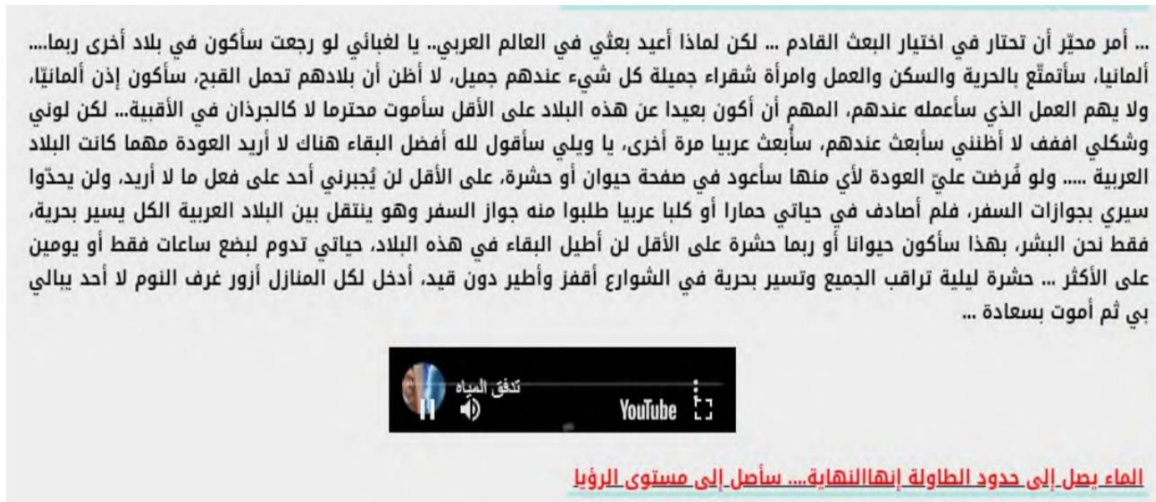 ... أمر محيّر أن تحتار في اختيار البعث القادم ... لكن لماذا أعيد بعثي في العالم العربي.. يا لغبائي لو رجعت سأكون في بلاد أخرى ربما....
ألمانيا، سأتمتّع بالحرية والسكن والعمل وامرأة شقراء جميلة كل شيء عندهم جميل، لا أظن أن بلادهم تحمل القبح، سأكون إذن ألمانيّا،
ولا يهم العمل الذي سأعمله عندهم، المهم أن أكون بعيدا عن هذه البلاد على الأقل سأموت محترما لا كالجرذان في الأقبية... لكن لوني
وشكلي اففف لا أظنني سأبعث عندهم، سأُبعث عربيا مرة أخرى، يا ويلي سأقول لله أفضل البقاء هناك لا أريد العودة مهما كانت البلاد
العربية ..... ولو فُرضت عليّ العودة لأي منها سأعود في صفحة حيوان أو حشرة، على الأقل لن يُجبرني أحد على فعل ما لا أريد، ولن يحدّوا
سيري بجوازات السفر، فلم أصادف في حياتي حمارا أو كلبا عربيا طلبوا منه جواز السفر وهو ينتقل بين البلاد العربية الكل يسير بحرية،
فقط نحن البشر، بهذا سأكون حيوانا أو ربما حشرة على الأقل لن أطيل البقاء في هذه البلاد، حياتي تدوم لبضع ساعات فقط أو يومين
على الأكثر ... حشرة ليلية تراقب الجميع وتسير بحرية في الشوارع أقفز وأطير دون قيد، أدخل لكل المنازل أزور غرف النوم لا أحد يبالي
بي ثم أموت بسعادة ...
تدفق المياه
YouTube
الماء يصل إلى حدود الطاولة إنهاالنهاية.... سأصل إلى مستوى الرؤيا